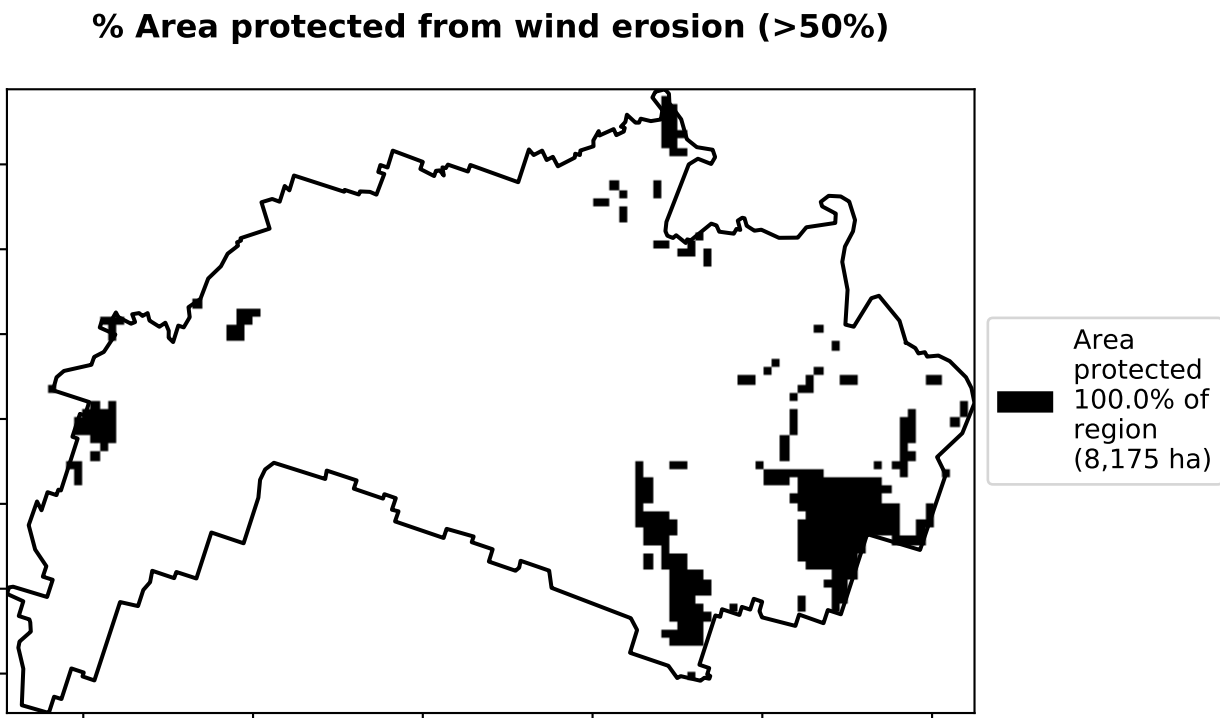 % Area protected from wind erosion (>50%)
Area
protected
100.0% of
region
(8,175 ha)